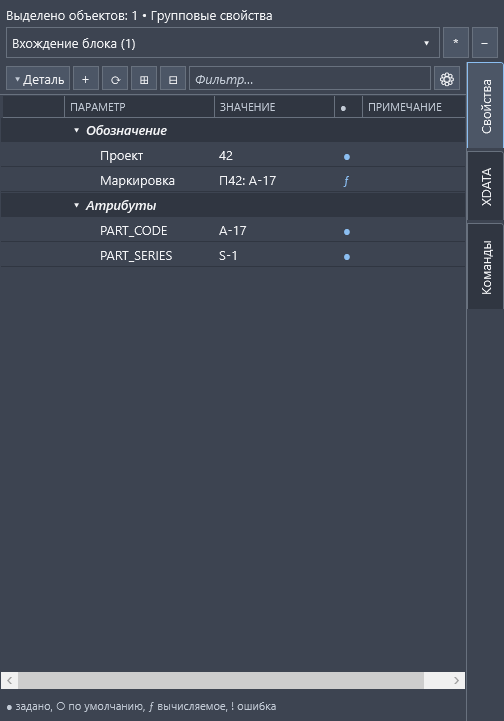 Выделено объектов: 1 • Групповые свойства
Вхождение блока (1) ▼ * −
▾ Деталь + ⟳ ⊞ ⊟ Фильтр...
ПАРАМЕТР ЗНАЧЕНИЕ ● ПРИМЕЧАНИЕ
▾ Обозначение
Проект 42 ●
Маркировка П42: A-17 ƒ
▾ Атрибуты
PART_CODE A-17 ●
PART_SERIES S-1 ●
Свойства
XDATA
Команды
● задано, ○ по умолчанию, ƒ вычисляемое, ! ошибка